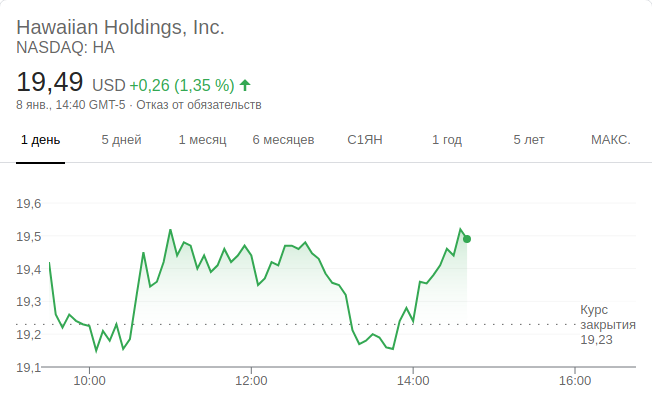 Hawaiian Holdings, Inc.
NASDAQ: HA
19,49 USD +0,26 (1,35 %)
8 янв., 14:40 GMT-5 · Отказ от обязательств
1 день 5 дней 1 месяц 6 месяцев С1ЯН 1 год 5 лет МАКС.
19,6
19,5
19,4
19,3
19,2
19,1
Курс
закрытия
19,23
10:00 12:00 14:00 16:00